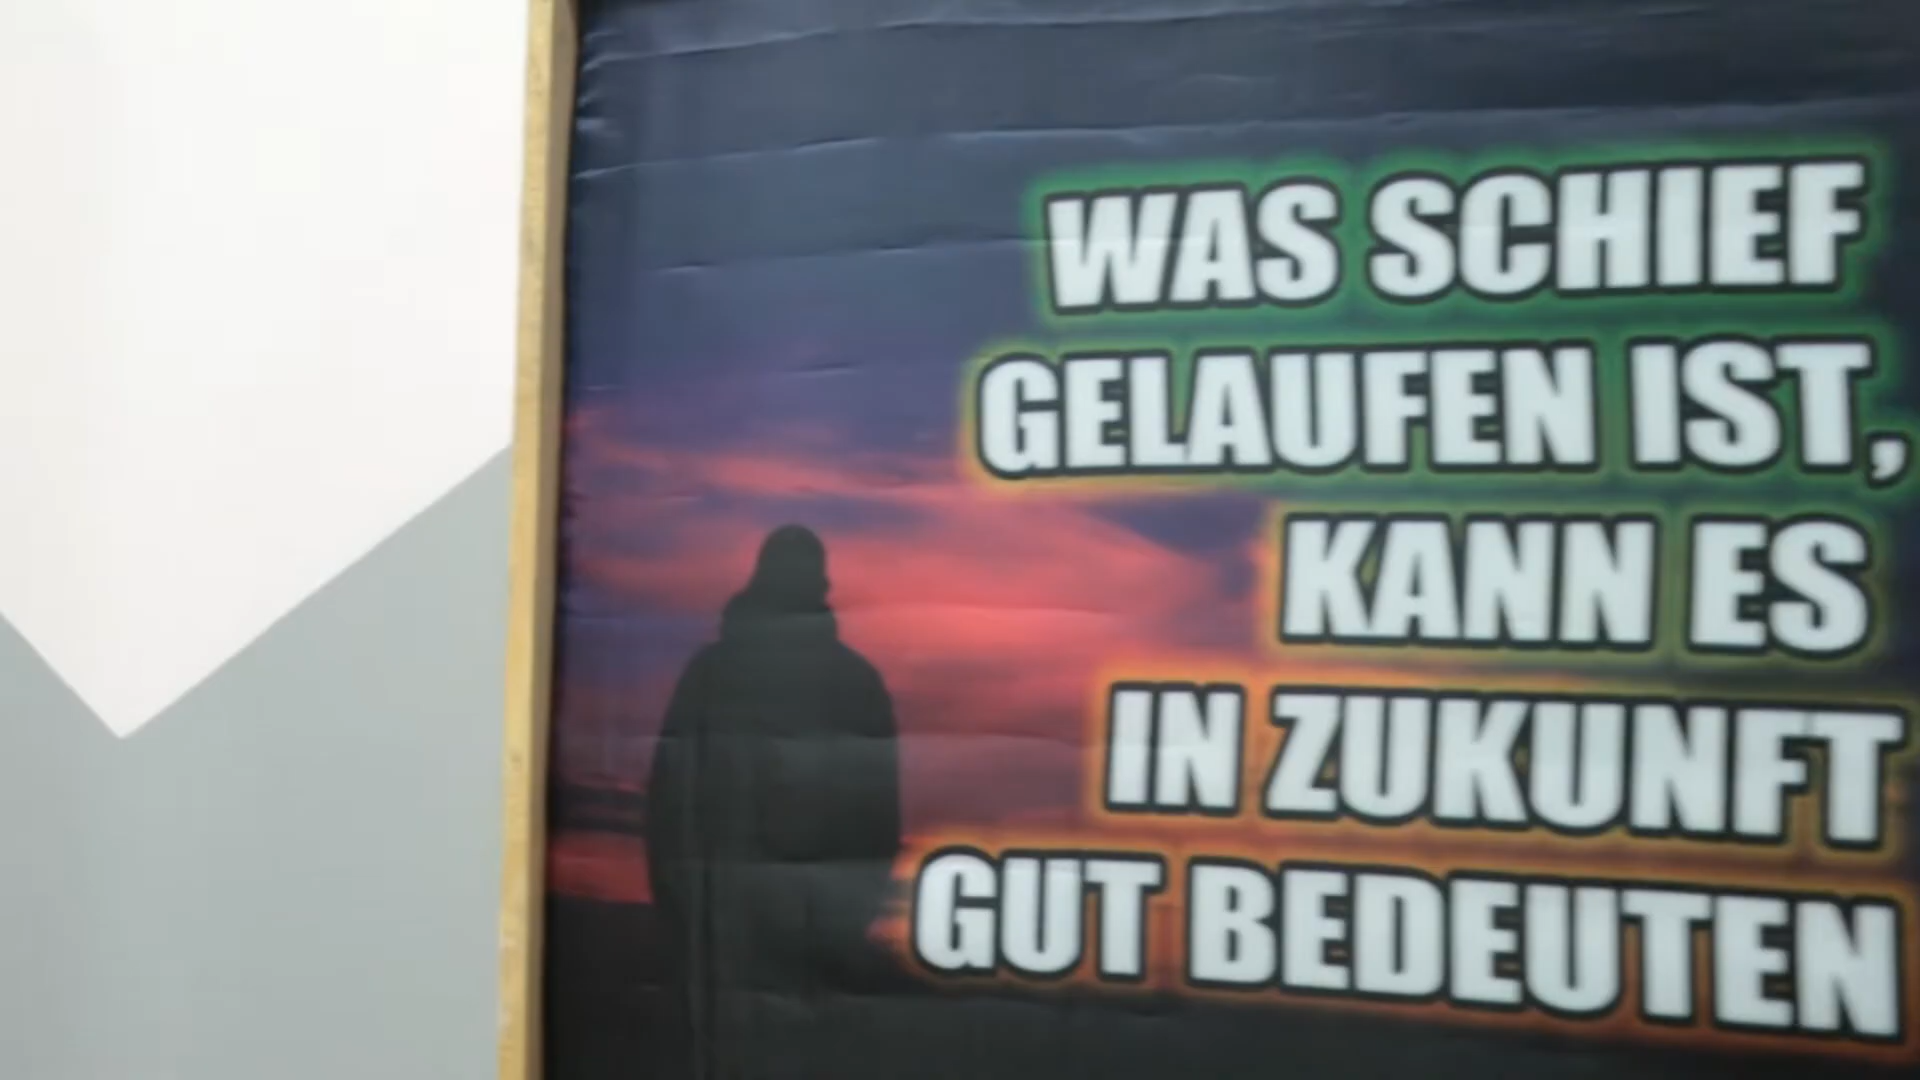 WAS SCHIEF
GELAUFEN IST,
KANN ES
IN ZUKUNFT
GUT BEDEUTEN